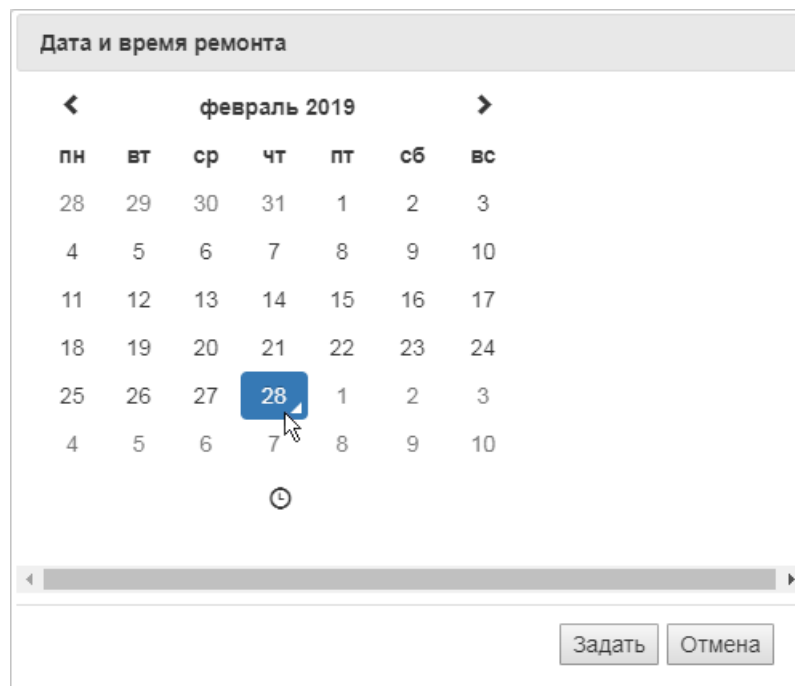 Дата и время ремонта
февраль 2019
пн вт ср чт пт сб вс
28 29 30 31 1 2 3
4 5 6 7 8 9 10
11 12 13 14 15 16 17
18 19 20 21 22 23 24
25 26 27 28 1 2 3
4 5 6 7 8 9 10
Задать Отмена